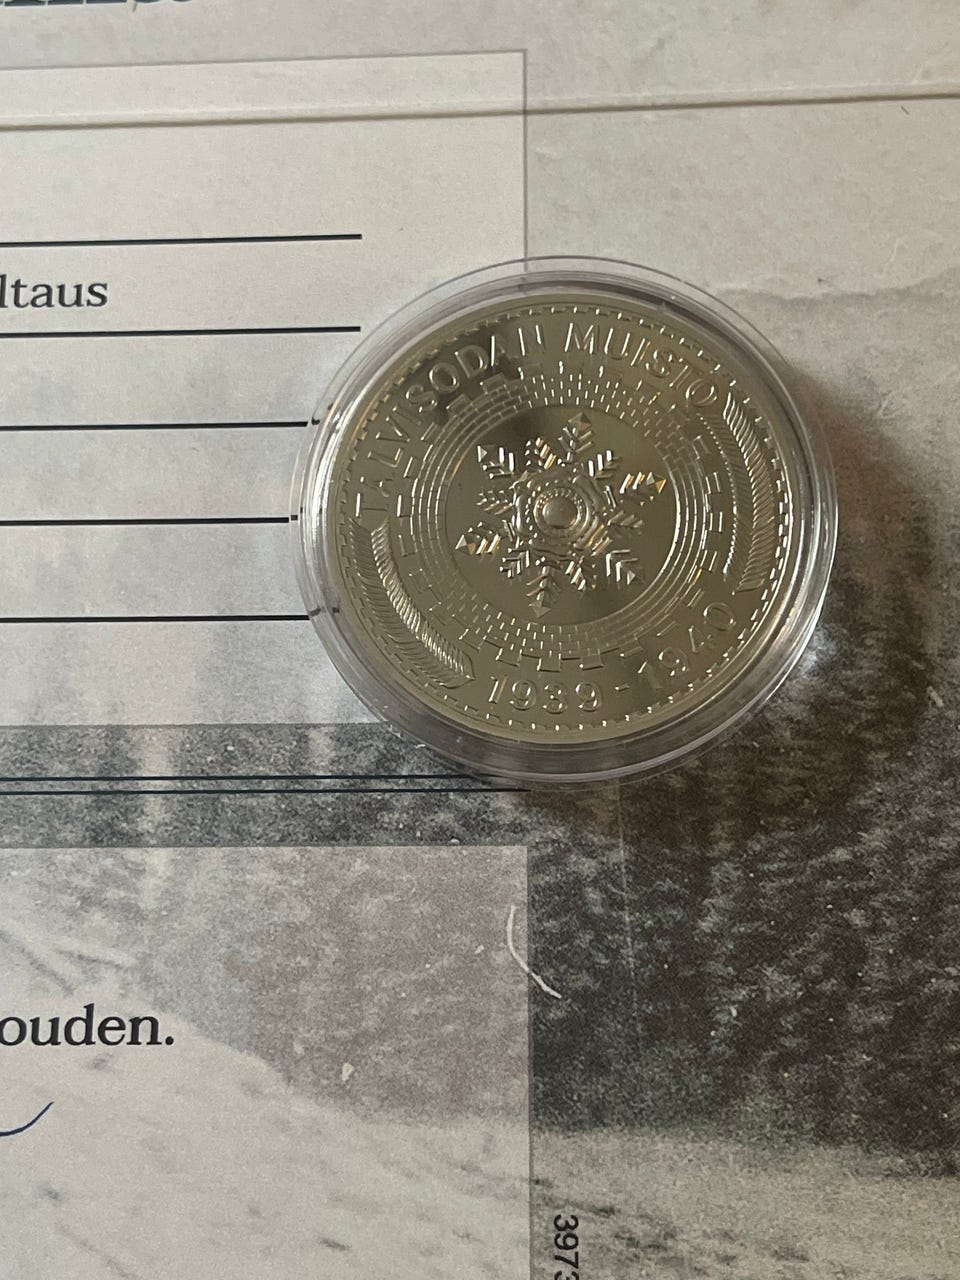 ltaus
TALVISODAN MUISTO
1939-1940
ouden.
3973